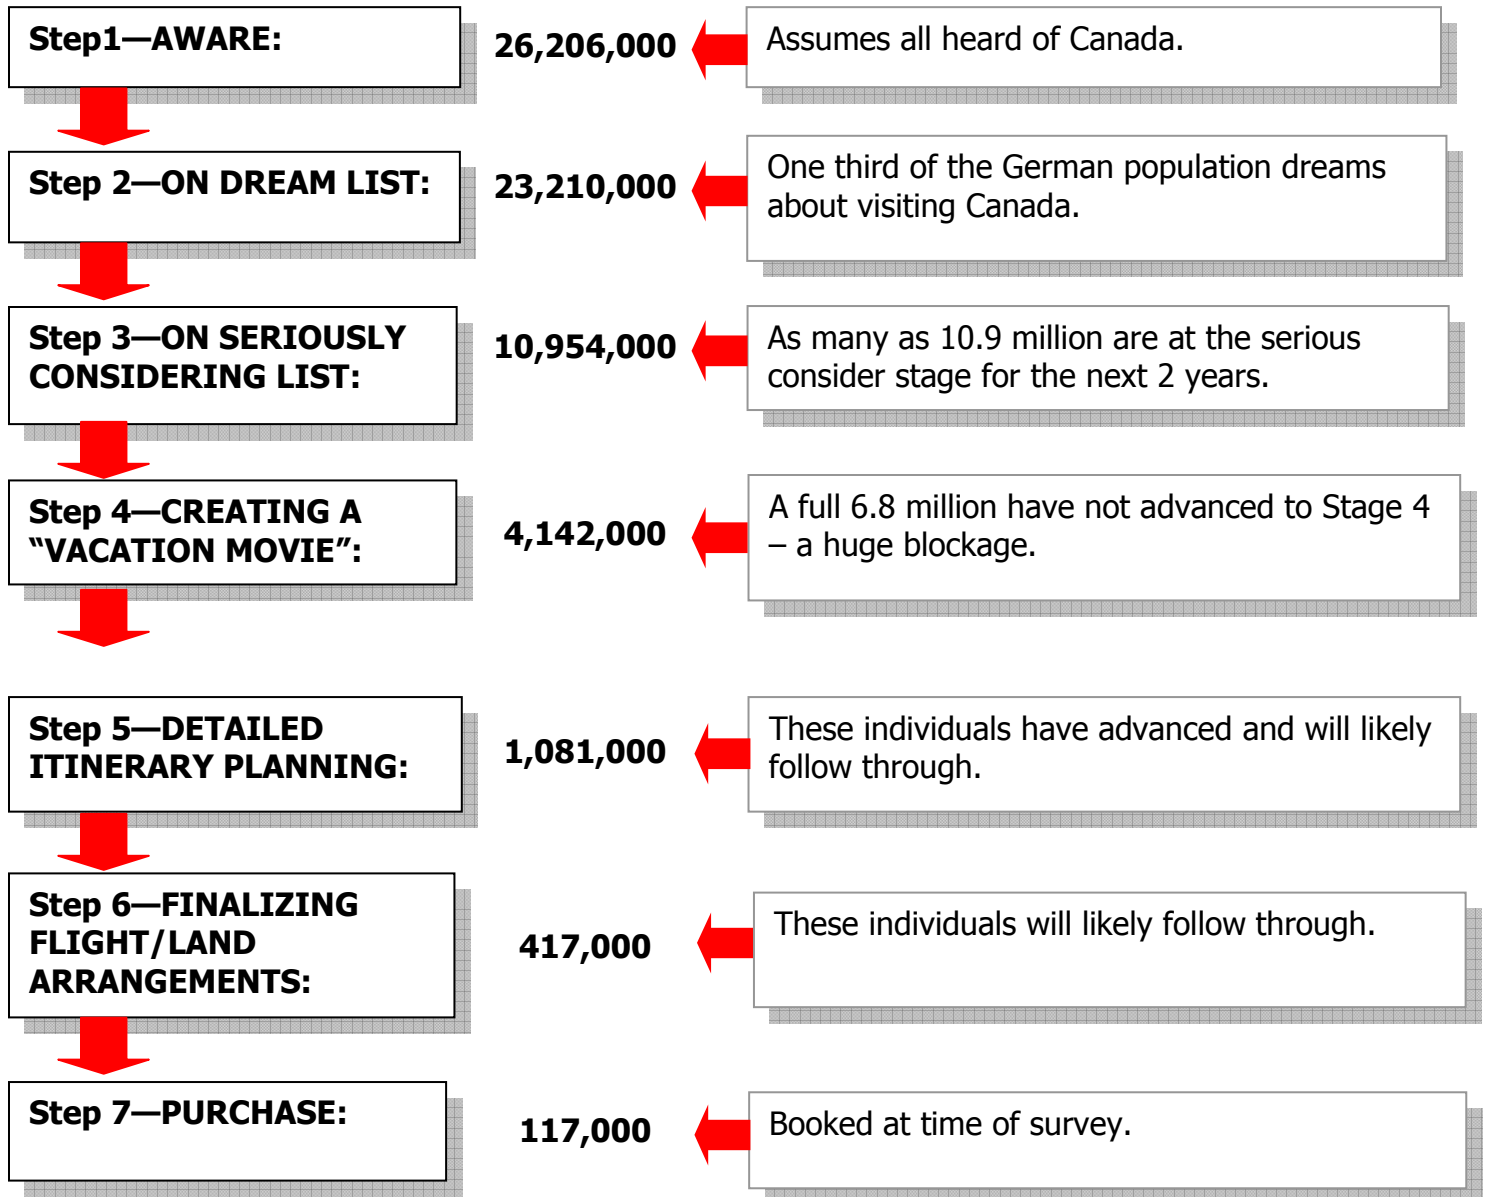 Step1—AWARE:
26,206,000
Assumes all heard of Canada.
Step 2—ON DREAM LIST:
23,210,000
One third of the German population dreams
about visiting Canada.
Step 3—ON SERIOUSLY
CONSIDERING LIST:
10,954,000
As many as 10.9 million are at the serious
consider stage for the next 2 years.
Step 4—CREATING A
“VACATION MOVIE”:
4,142,000
A full 6.8 million have not advanced to Stage 4
– a huge blockage.
Step 5—DETAILED
ITINERARY PLANNING:
1,081,000
These individuals have advanced and will likely
follow through.
Step 6—FINALIZING
FLIGHT/LAND
ARRANGEMENTS:
417,000
These individuals will likely follow through.
Step 7—PURCHASE:
117,000
Booked at time of survey.